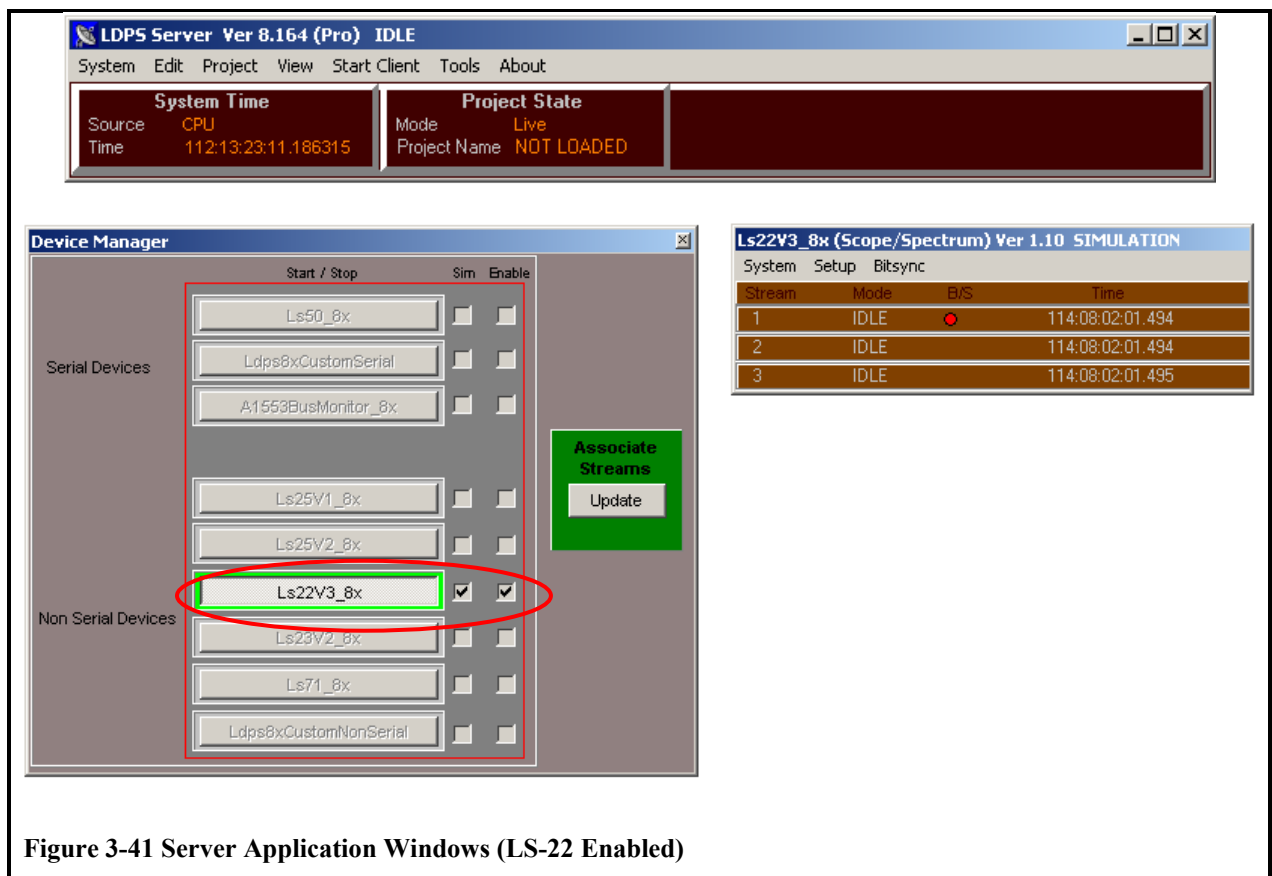 LDPS Server Ver 8.164 (Pro) IDLE
System Edit Project View Start Client Tools About
System Time
Source CPU
Time 112:13:23:11.186315
Project State
Mode Live
Project Name NOT LOADED
Device Manager
Start / Stop Sim Enable
Serial Devices
Ls50_8x
Ldps8xCustomSerial
A1553BusMonitor_8x
Non Serial Devices
Ls25V1_8x
Ls25V2_8x
Ls22V3_8x
Ls23V2_8x
Ls71_8x
Ldps8xCustomNonSerial
Associate
Streams
Update
Ls22V3_8x (Scope/Spectrum) Ver 1.10 SIMULATION
System Setup Bitsync
Stream Mode B/S Time
1 IDLE 114:08:02:01.494
2 IDLE 114:08:02:01.494
3 IDLE 114:08:02:01.495
Figure 3-41 Server Application Windows (LS-22 Enabled)